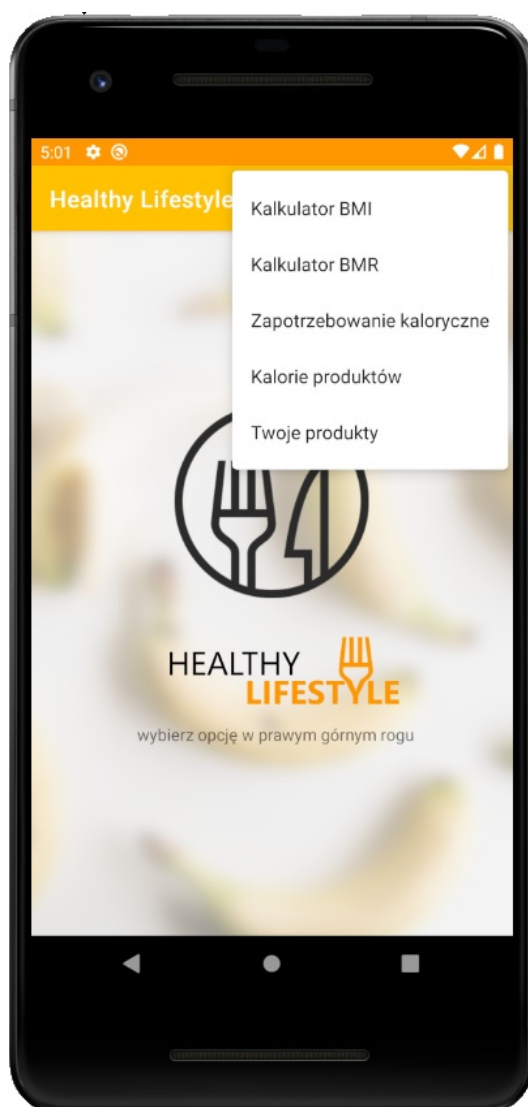 5:01
Healthy Lifestyle
Kalkulator BMI
Kalkulator BMR
Zapotrzebowanie kaloryczne
Kalorie produktów
Twoje produkty
HEALTHY
LIFESTYLE
wybierz opcję w prawym górnym rogu